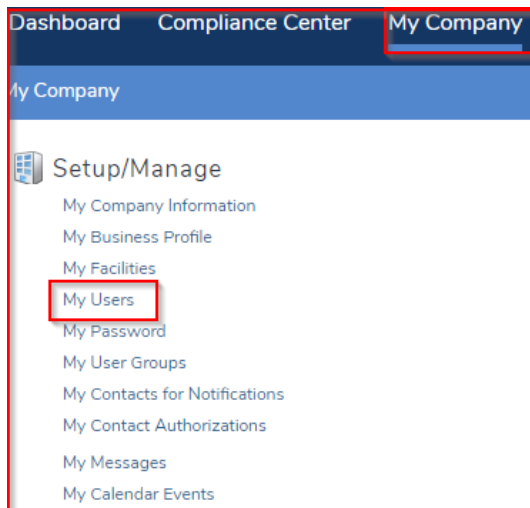 Dashboard Compliance Center My Company
My Company
Setup/Manage
My Company Information
My Business Profile
My Facilities
My Users
My Password
My User Groups
My Contacts for Notifications
My Contact Authorizations
My Messages
My Calendar Events